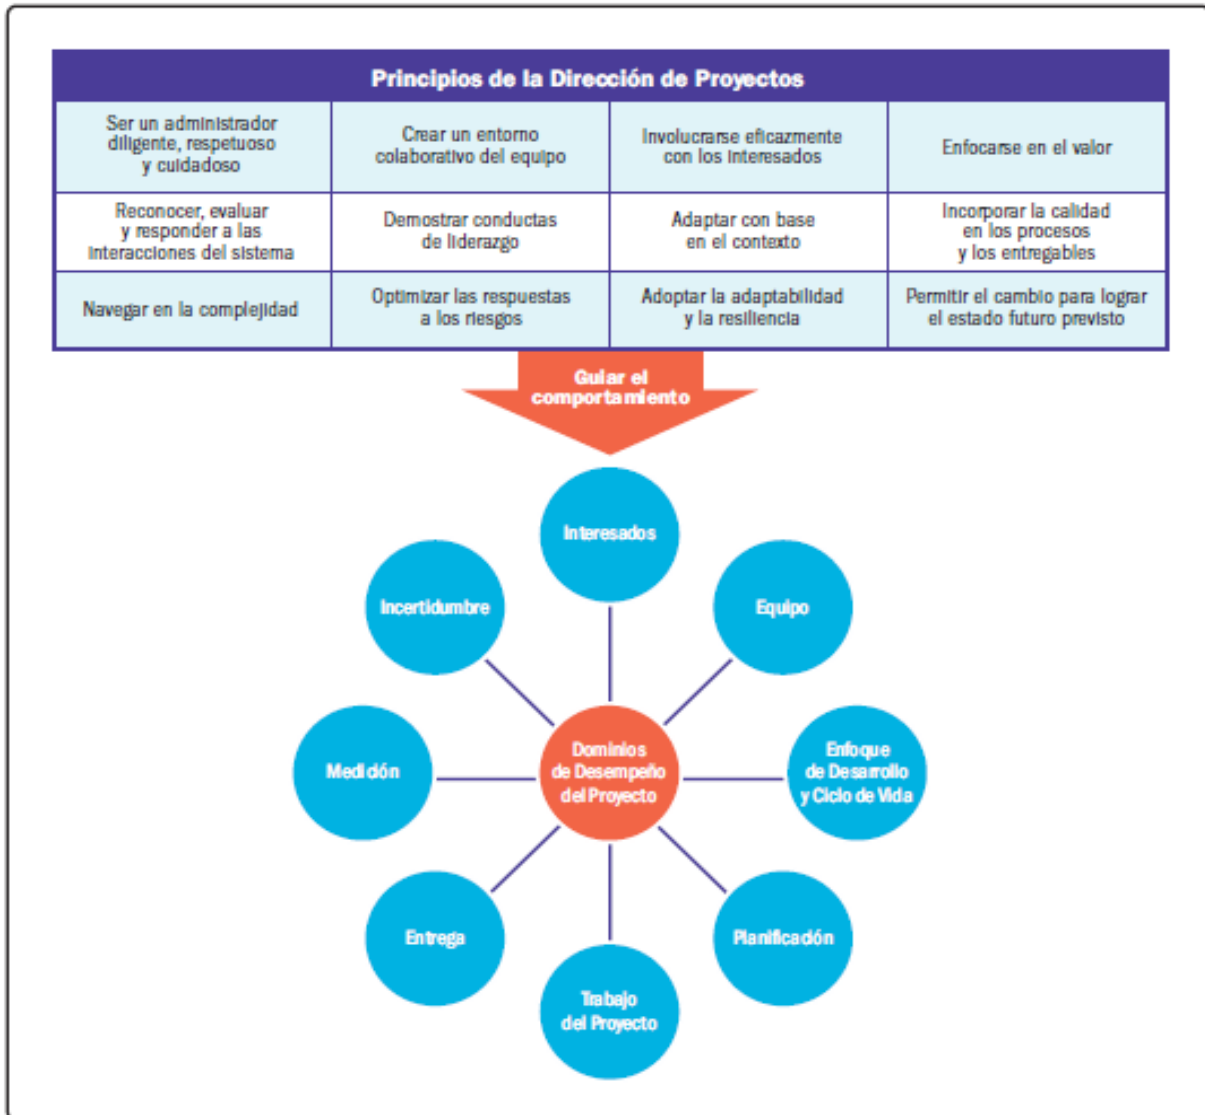 Principios de la Dirección de Proyectos
Ser un administrador
diligente, respetuoso
y cuidadoso
Crear un entorno
colaborativo del equipo
Involucrarse eficazmente
con los interesados
Enfocarse en el valor
Reconocer, evaluar
y responder a las
interacciones del sistema
Demostrar conductas
de liderazgo
Adaptar con base
en el contexto
Incorporar la calidad
en los procesos
y los entregables
Navegar en la complejidad
Optimizar las respuestas
a los riesgos
Adoptar la adaptabilidad
y la resiliencia
Permitir el cambio para lograr
el estado futuro previsto
Guiar el
comportamiento
Interesados
Incertidumbre
Equipo
Medición
Dominios
de Desempeño
del Proyecto
Enfoque
de Desarrollo
y Ciclo de Vida
Entrega
Planificación
Trabajo
del Proyecto